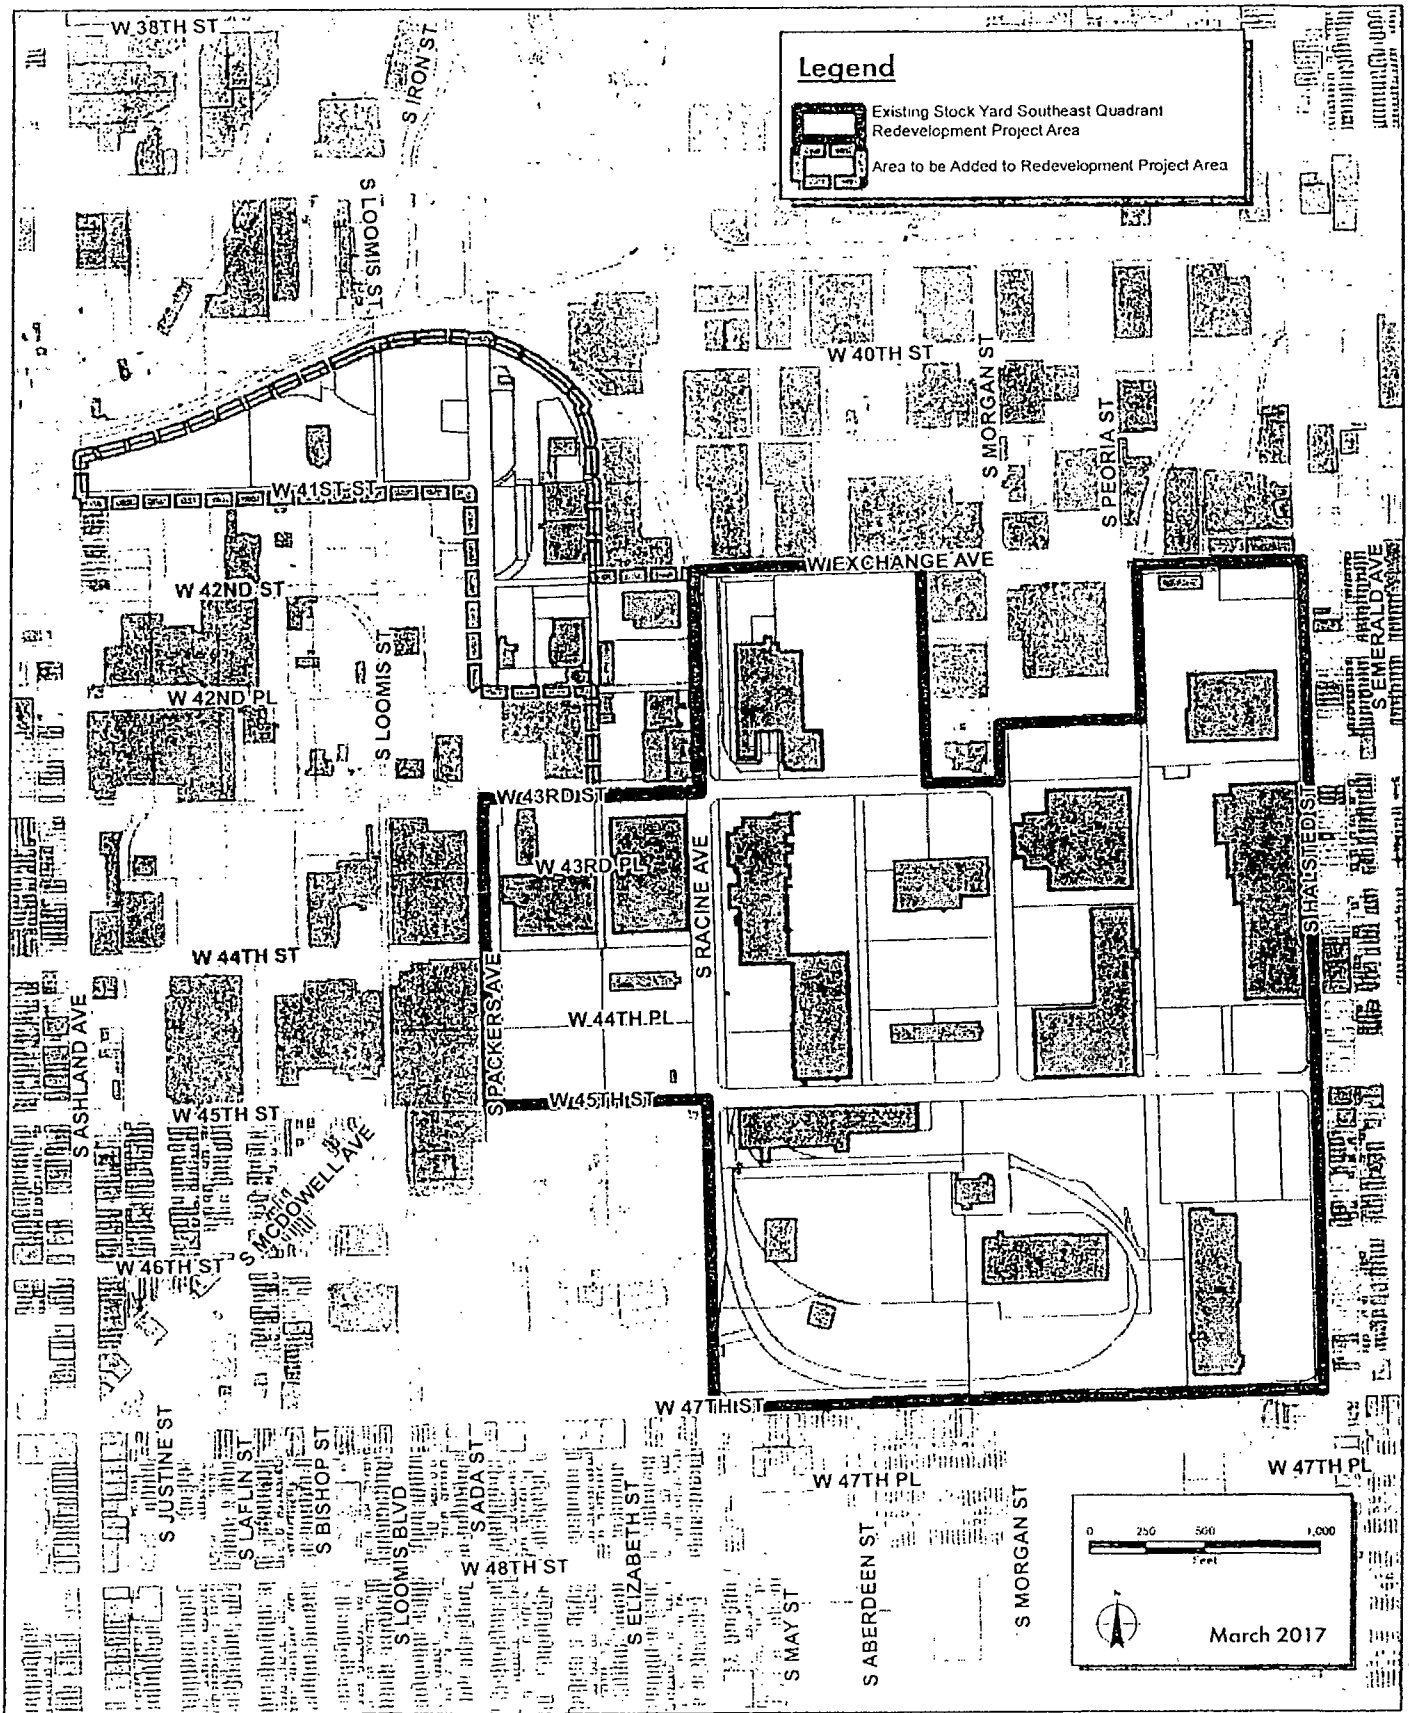 W 38TH ST
S IRON ST
Legend
Existing Stock Yard Southeast Quadrant
Redevelopment Project Area
Area to be Added to Redevelopment Project Area
S LOOMIS ST
W 40TH ST
S MORGAN ST
S PEORIA ST
W 41ST ST
W EXCHANGE AVE
S EMERALD AVE
W 42ND ST
S LOOMIS ST
W 42ND PL
W 43RD ST
S HALSTED ST
W 43RD PL
S RACINE AVE
W 44TH ST
S PACKERS AVE
W 44TH PL
S ASHLAND AVE
W 45TH ST
W 45TH ST
S MCDOWELL AVE
W 46TH ST
W 47TH ST
S JUSTINE ST
S LAFLIN ST
S BISHOP ST
S LOOMIS BLVD
S ADA ST
W 48TH ST
S ELIZABETH ST
W 47TH PL
S MAY ST
S ABERDEEN ST
S MORGAN ST
W 47TH PL
0 250 500 1,000
Feet
March 2017